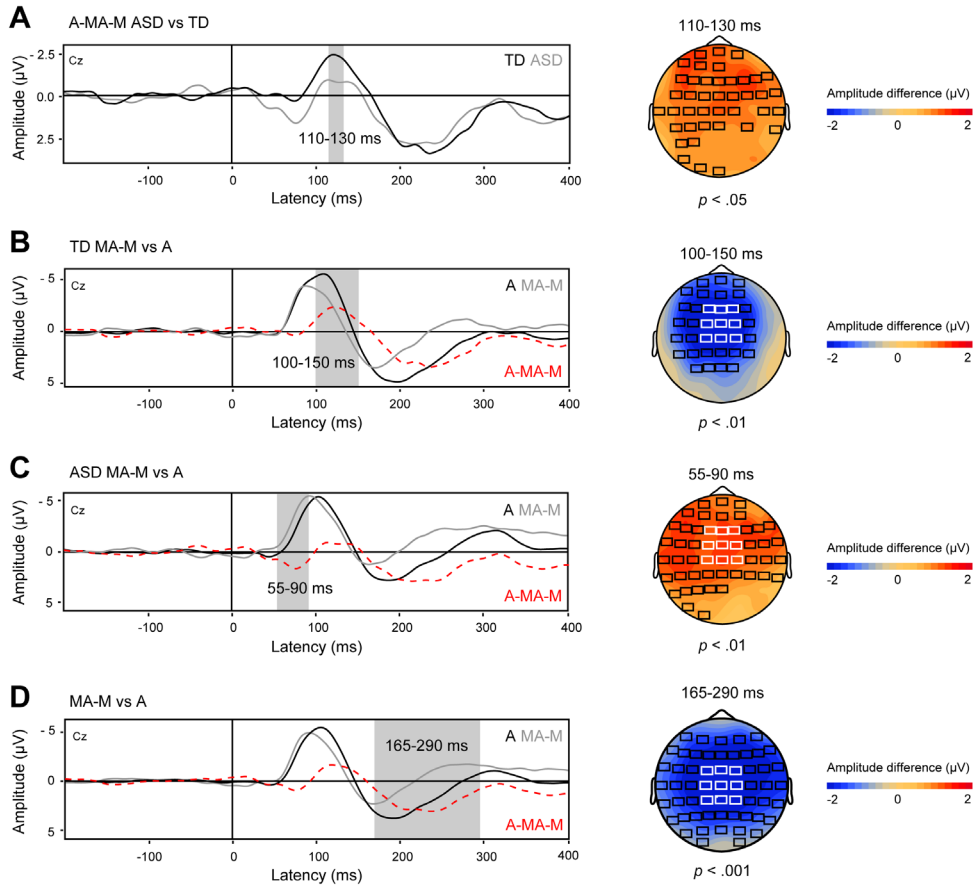 A
A-MA-M ASD vs TD
Amplitude (µV)
- 2.5
0.0
2.5
Cz
TD ASD
110-130 ms
-100
0
100
200
300
400
Latency (ms)
110-130 ms
p < .05
Amplitude difference (µV)
-2
0
2
B
TD MA-M vs A
Amplitude (µV)
- 5
0
5
Cz
A MA-M
100-150 ms
A-MA-M
-100
0
100
200
300
400
Latency (ms)
100-150 ms
p < .01
Amplitude difference (µV)
-2
0
2
C
ASD MA-M vs A
Amplitude (µV)
- 5
0
5
Cz
A MA-M
55-90 ms
A-MA-M
-100
0
100
200
300
400
Latency (ms)
55-90 ms
p < .01
Amplitude difference (µV)
-2
0
2
D
MA-M vs A
Amplitude (µV)
- 5
0
5
Cz
A MA-M
165-290 ms
A-MA-M
-100
0
100
200
300
400
Latency (ms)
165-290 ms
p < .001
Amplitude difference (µV)
-2
0
2